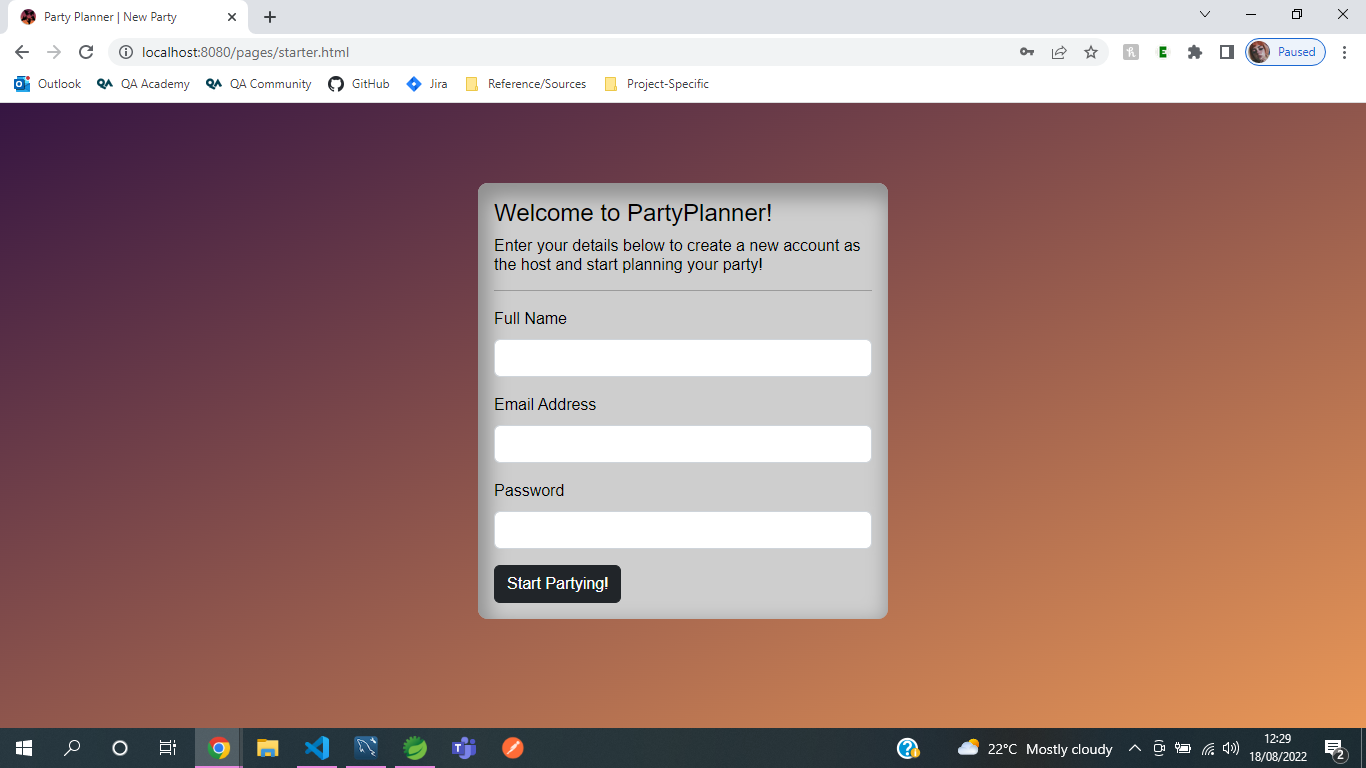 Party Planner | New Party
localhost:8080/pages/starter.html
Paused
Outlook QA Academy QA Community GitHub Jira Reference/Sources Project-Specific
Welcome to PartyPlanner!
Enter your details below to create a new account as
the host and start planning your party!
Full Name
Email Address
Password
Start Partying!
22°C Mostly cloudy
12:29
18/08/2022
2